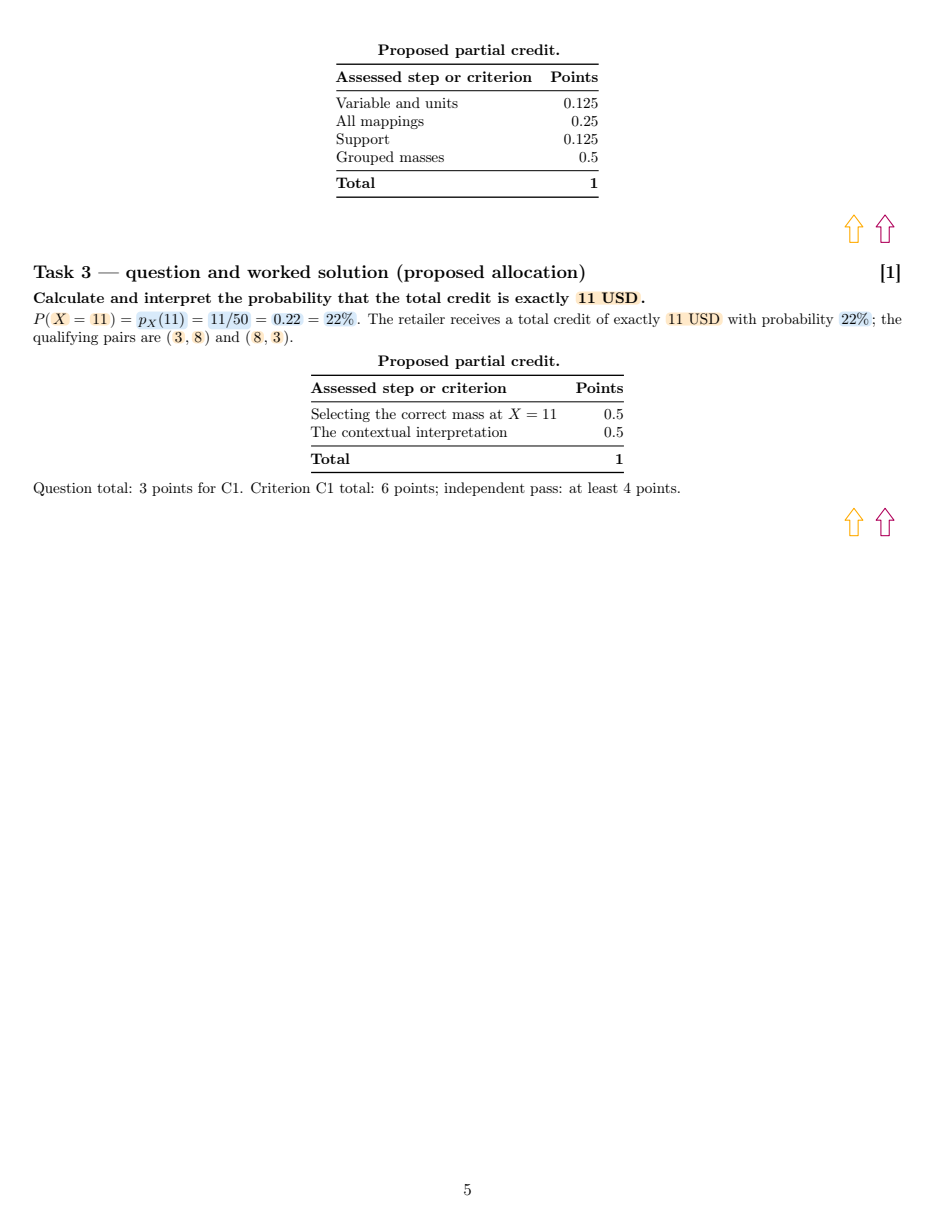 Proposed partial credit.
Assessed step or criterion Points
Variable and units 0.125
All mappings 0.25
Support 0.125
Grouped masses 0.5
Total 1
Task 3 — question and worked solution (proposed allocation) [1]
Calculate and interpret the probability that the total credit is exactly 11 USD.
P(X = 11) = p_X(11) = 11/50 = 0.22 = 22%. The retailer receives a total credit of exactly 11 USD with probability 22%; the
qualifying pairs are (3, 8) and (8, 3).
Proposed partial credit.
Assessed step or criterion Points
Selecting the correct mass at X = 11 0.5
The contextual interpretation 0.5
Total 1
Question total: 3 points for C1. Criterion C1 total: 6 points; independent pass: at least 4 points.
5